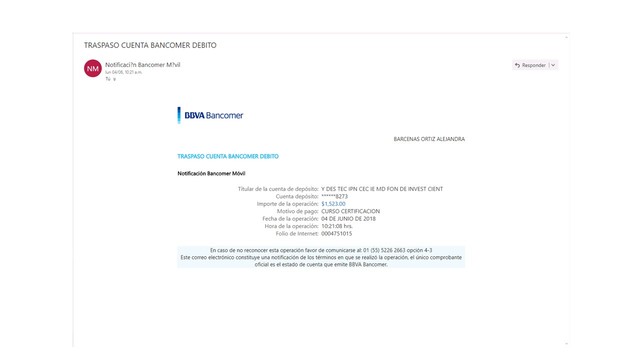 TRASPASO CUENTA BANCOMER DEBITO
NM
Notificaci?n Bancomer M?vil
lun 04/06, 10:21 a.m.
Responder
BBVA Bancomer
BARCENAS ORTIZ ALEJANDRA
TRASPASO CUENTA BANCOMER DEBITO
Notificación Bancomer Móvil
Titular de la cuenta de depósito: Y DES TEC IPN CEC IE MD FON DE INVEST CIENT
Cuenta depósito: ******8273
Importe de la operación: $1,523.00
Motivo de pago: CURSO CERTIFICACION
Fecha de la operación: 04 DE JUNIO DE 2018
Hora de la operación: 10:21:08 hrs.
Folio de Internet: 0004751015
En caso de no reconocer esta operación favor de comunicarse al: 01 (55) 5226 2663 opción 4-3
Este correo electrónico constituye una notificación de los términos en que se realizó la operación, el único comprobante
oficial es el estado de cuenta que emite BBVA Bancomer.